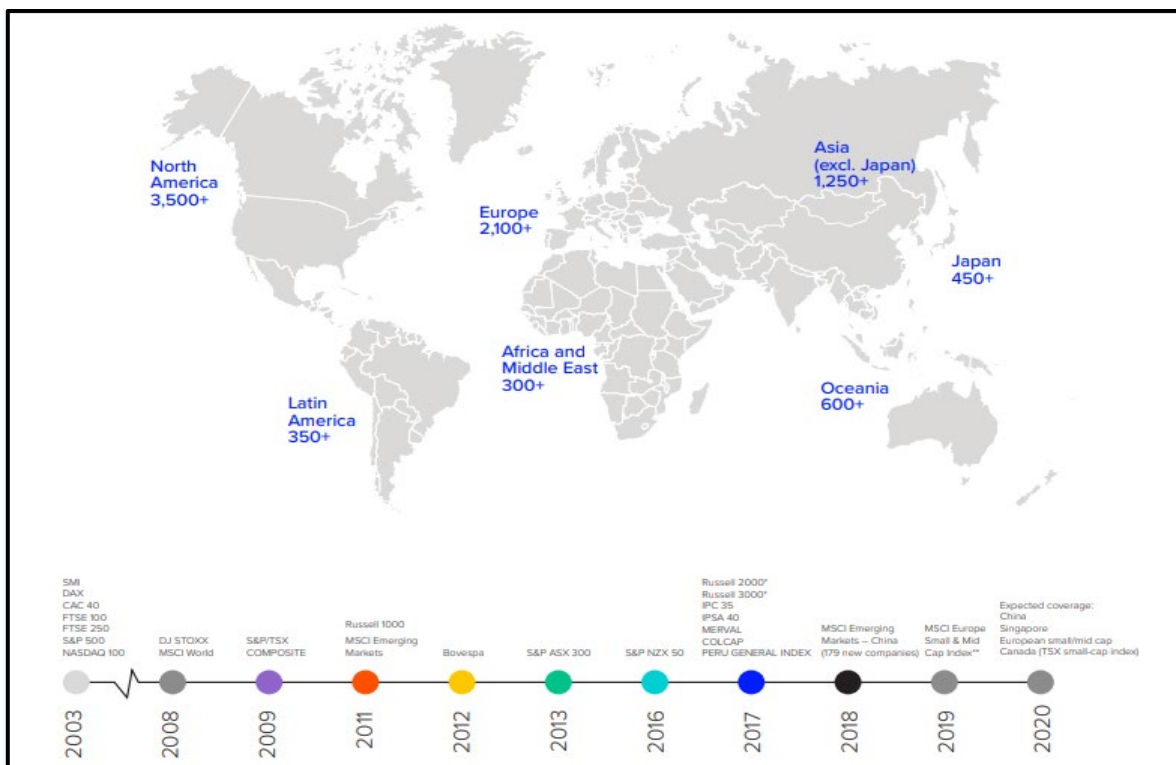 North
America
3,500+
Europe
2,100+
Asia
(excl. Japan)
1,250+
Japan
450+
Africa and
Middle East
300+
Oceania
600+
Latin
America
350+
SMI
DAX
CAC 40
FTSE 100
FTSE 250
S&P 500
NASDAQ 100
DJ STOXX
MSCI World
S&P/TSX
COMPOSITE
Russell 1000
MSCI Emerging
Markets
Bovespa
S&P ASX 300
S&P NZX 50
Russell 2000*
Russell 3000*
IPC 35
IPSA 40
MERVAL
COLCAP
PERU GENERAL INDEX
MSCI Emerging
Markets – China
(179 new companies)
MSCI Europe
Small & Mid
Cap Index**
Expected coverage:
China
Singapore
European small/mid cap
Canada (TSX small-cap index)
2003
2008
2009
2011
2012
2013
2016
2017
2018
2019
2020